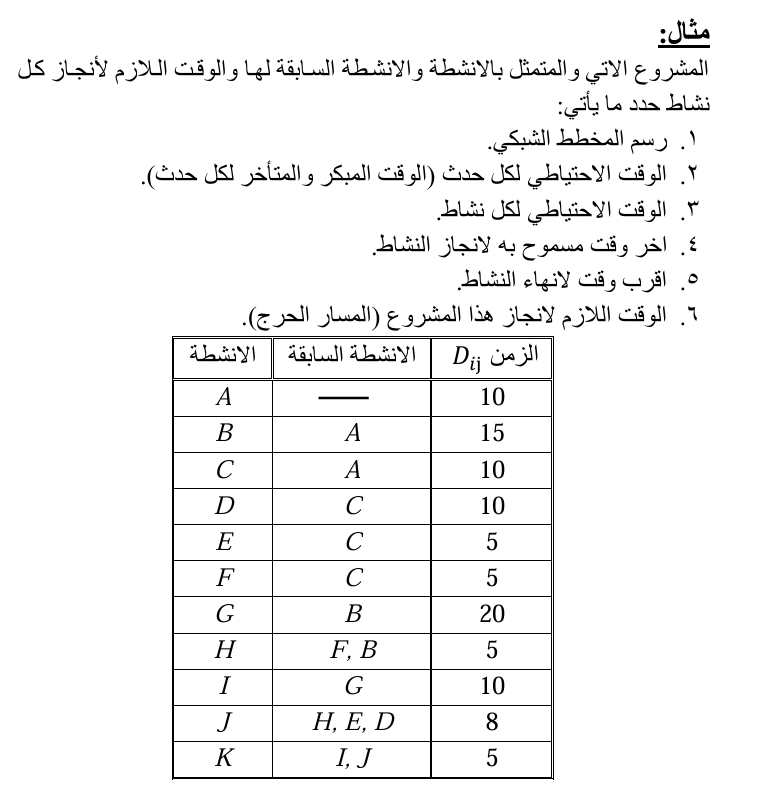 مثال:
المشروع الاتي والمتمثل بالانشطة والانشطة السابقة لها والوقت اللازم لأنجاز كل
نشاط حدد ما يأتي:
١. رسم المخطط الشبكي.
٢. الوقت الاحتياطي لكل حدث (الوقت المبكر والمتأخر لكل حدث).
٣. الوقت الاحتياطي لكل نشاط.
٤. اخر وقت مسموح به لانجاز النشاط.
٥. اقرب وقت لانهاء النشاط.
٦. الوقت اللازم لانجاز هذا المشروع (المسار الحرج).
الانشطة الانشطة السابقة الزمن Dij
A — 10
B A 15
C A 10
D C 10
E C 5
F C 5
G B 20
H F, B 5
I G 10
J H, E, D 8
K I, J 5